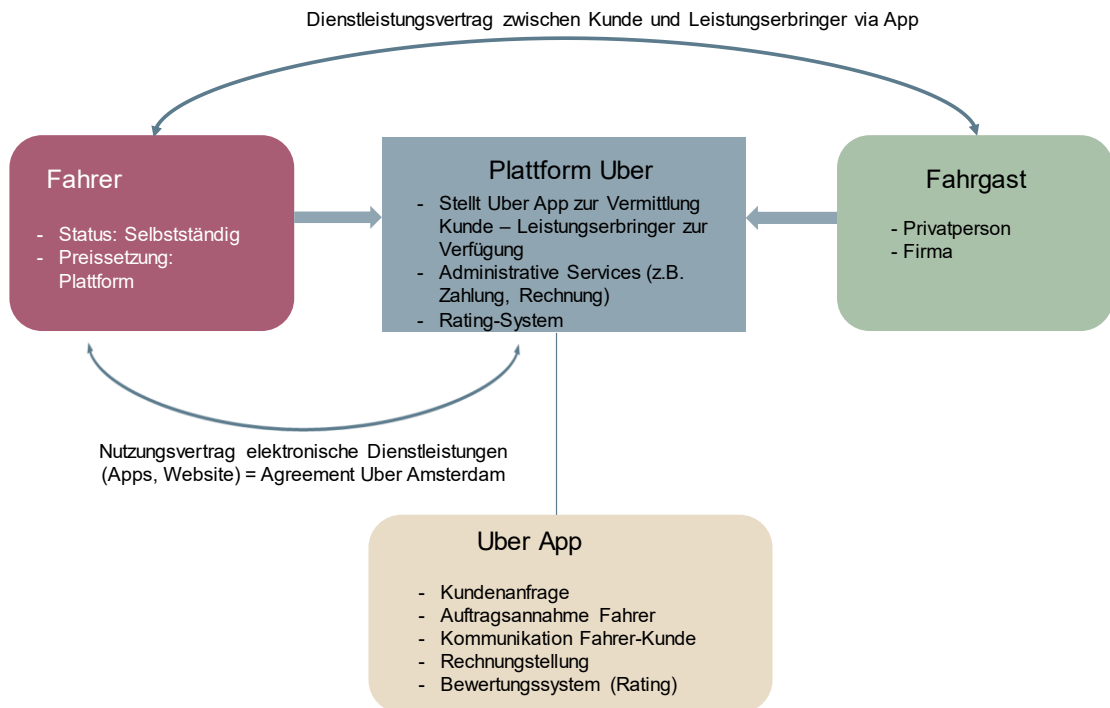 Dienstleistungsvertrag zwischen Kunde und Leistungserbringer via App
Fahrer
- Status: Selbstständig
- Preissetzung:
Plattform
Plattform Uber
- Stellt Uber App zur Vermittlung
Kunde – Leistungserbringer zur
Verfügung
- Administrative Services (z.B.
Zahlung, Rechnung)
- Rating-System
Fahrgast
- Privatperson
- Firma
Nutzungsvertrag elektronische Dienstleistungen
(Apps, Website) = Agreement Uber Amsterdam
Uber App
- Kundenanfrage
- Auftragsannahme Fahrer
- Kommunikation Fahrer-Kunde
- Rechnungstellung
- Bewertungssystem (Rating)